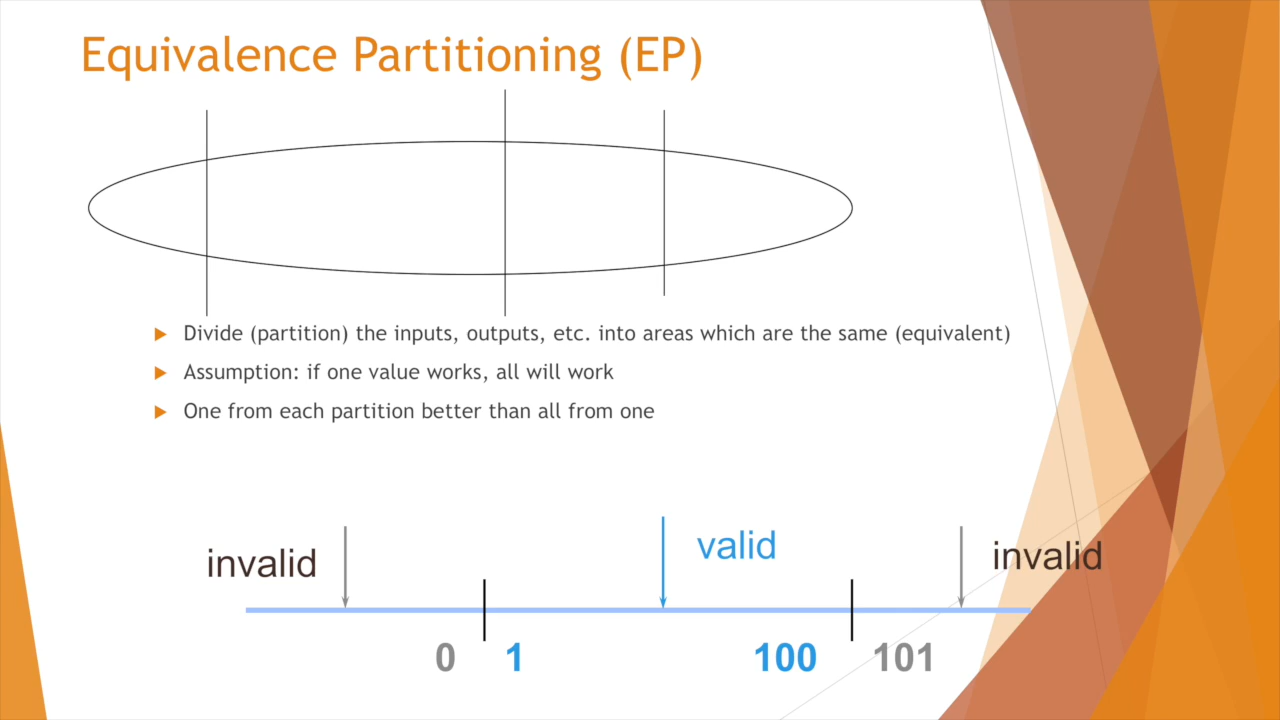 Equivalence Partitioning (EP)
Divide (partition) the inputs, outputs, etc. into areas which are the same (equivalent)
Assumption: if one value works, all will work
One from each partition better than all from one
invalid
valid
invalid
0 1 100 101